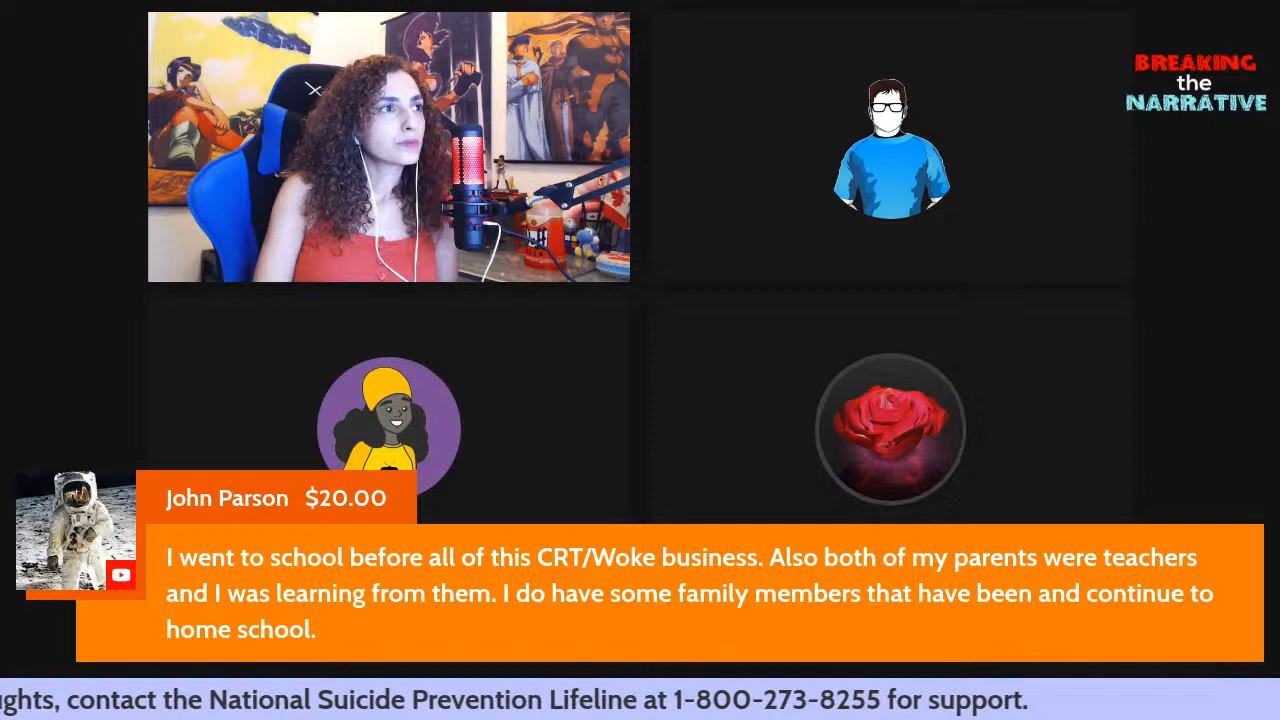 BREAKING
the
NARRATIVE
John Parson $20.00
I went to school before all of this CRT/Woke business. Also both of my parents were teachers
and I was learning from them. I do have some family members that have been and continue to
home school.
ghts, contact the National Suicide Prevention Lifeline at 1-800-273-8255 for support.